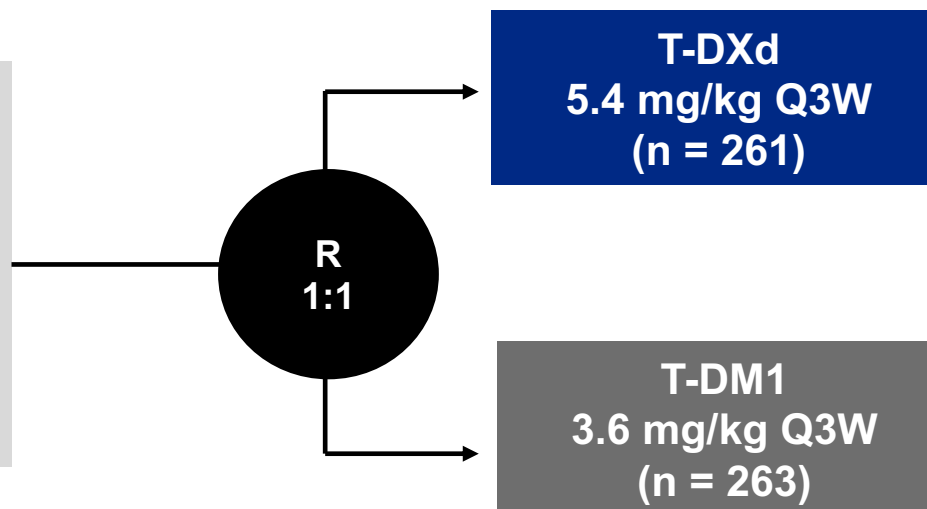 T-DXd
5.4 mg/kg Q3W
(n = 261)
R
1:1
T-DM1
3.6 mg/kg Q3W
(n = 263)